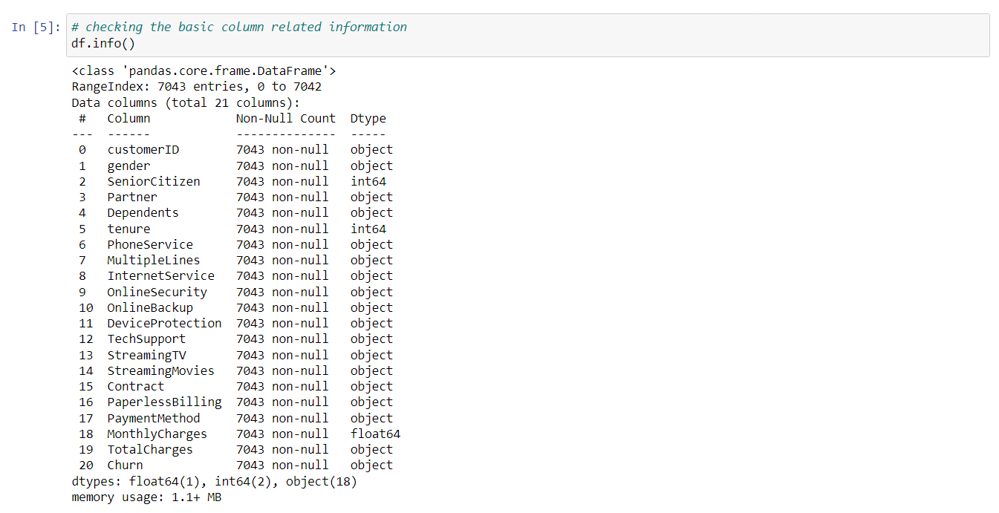 In [5]: # checking the basic column related information
df.info()
<class 'pandas.core.frame.DataFrame'>
RangeIndex: 7043 entries, 0 to 7042
Data columns (total 21 columns):
 #   Column            Non-Null Count  Dtype
---  ------            --------------  -----
 0   customerID        7043 non-null   object
 1   gender            7043 non-null   object
 2   SeniorCitizen     7043 non-null   int64
 3   Partner           7043 non-null   object
 4   Dependents        7043 non-null   object
 5   tenure            7043 non-null   int64
 6   PhoneService      7043 non-null   object
 7   MultipleLines     7043 non-null   object
 8   InternetService   7043 non-null   object
 9   OnlineSecurity    7043 non-null   object
 10  OnlineBackup      7043 non-null   object
 11  DeviceProtection  7043 non-null   object
 12  TechSupport       7043 non-null   object
 13  StreamingTV       7043 non-null   object
 14  StreamingMovies   7043 non-null   object
 15  Contract          7043 non-null   object
 16  PaperlessBilling  7043 non-null   object
 17  PaymentMethod     7043 non-null   object
 18  MonthlyCharges    7043 non-null   float64
 19  TotalCharges      7043 non-null   object
 20  Churn             7043 non-null   object
dtypes: float64(1), int64(2), object(18)
memory usage: 1.1+ MB